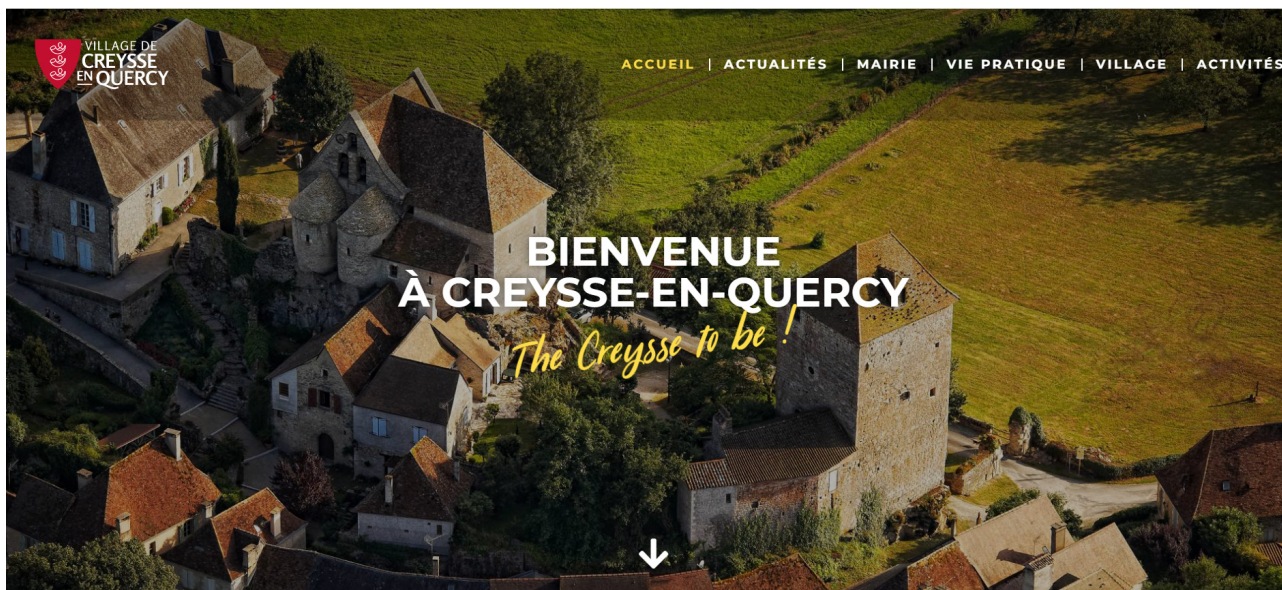 VILLAGE DE
CREYSSE
EN QUERCY
ACCUEIL | ACTUALITÉS | MAIRIE | VIE PRATIQUE | VILLAGE | ACTIVITÉS
BIENVENUE
À CREYSSE-EN-QUERCY
The Creysse to be !